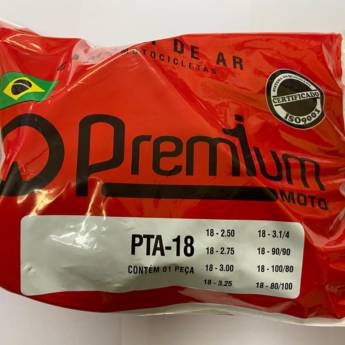 DE AR
MOTOCICLETAS
CERTIFICADO
ISO9001
Premium
MOTO
PTA-18
CONTÉM 01 PEÇA
18 - 2.50
18 - 2.75
18 - 3.00
18 - 3.25
18 - 3.1/4
18 - 90/90
18 - 100/80
18 - 80/100